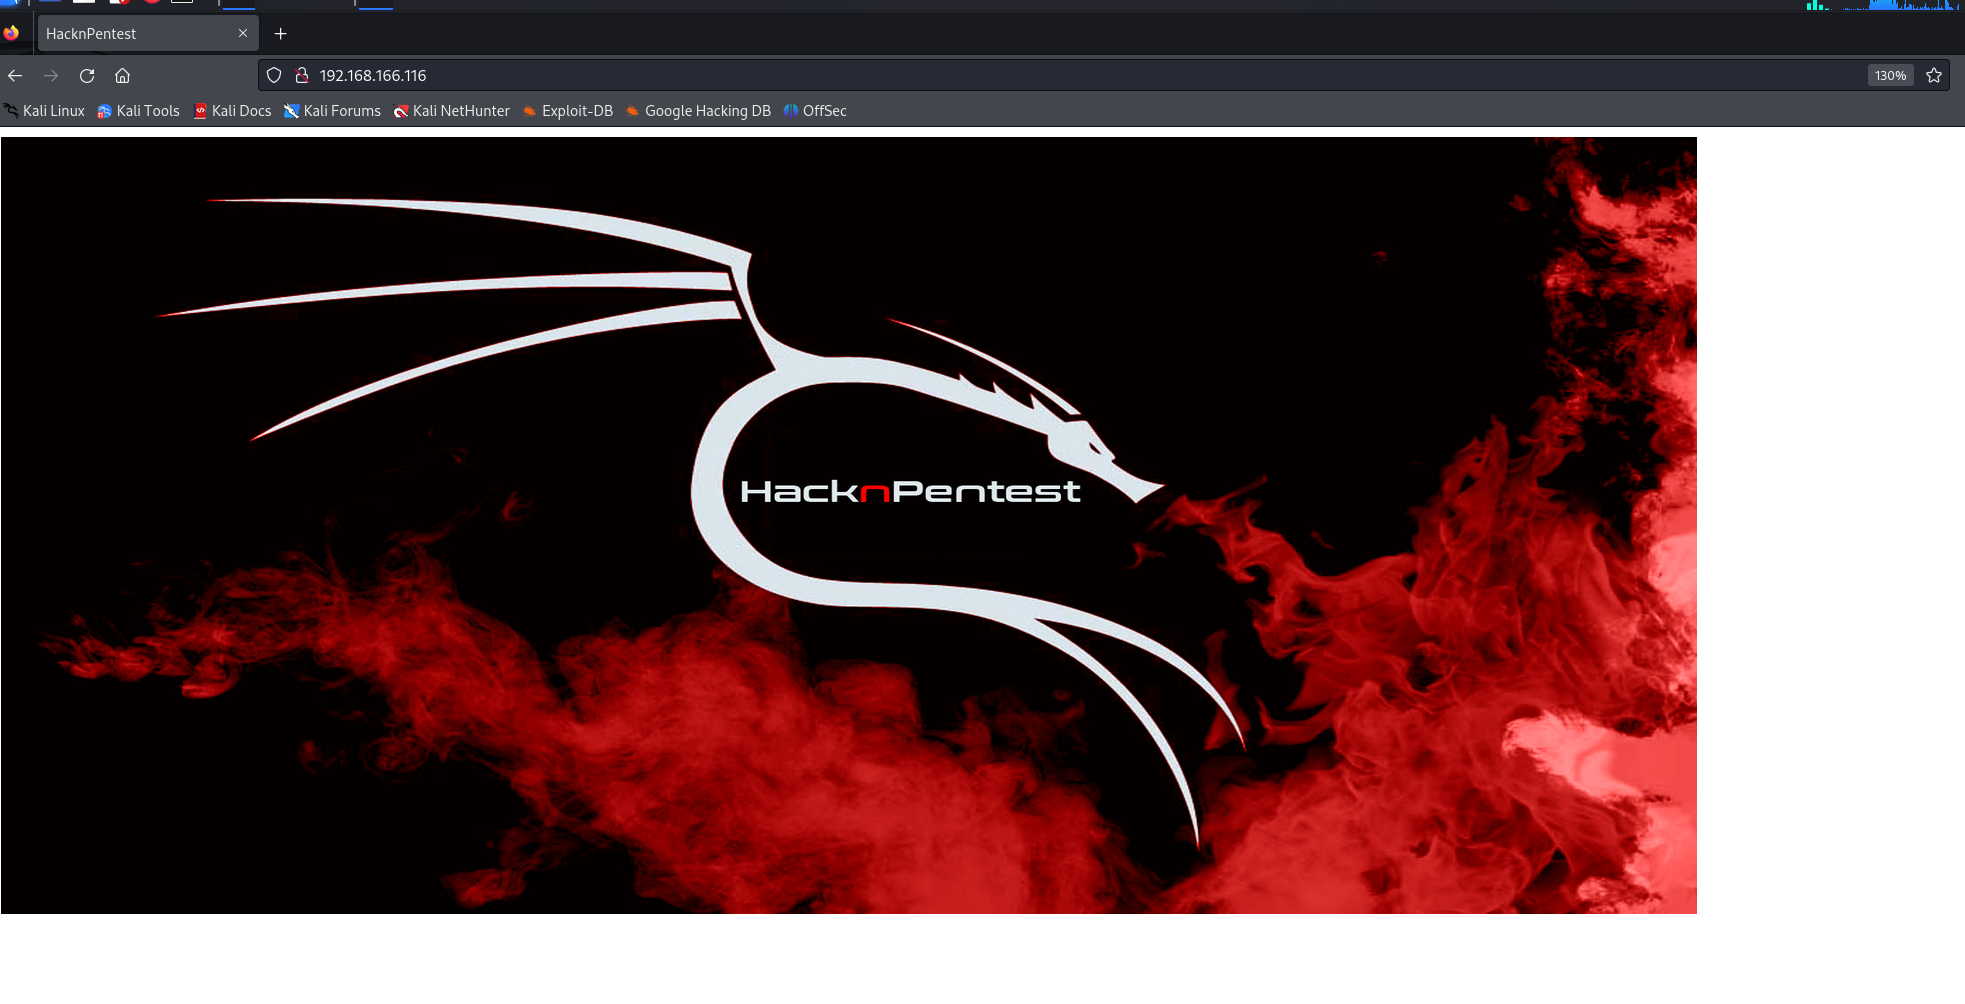 HacknPentest
192.168.166.116
130%
Kali Linux
Kali Tools
Kali Docs
Kali Forums
Kali NetHunter
Exploit-DB
Google Hacking DB
OffSec
HacknPentest